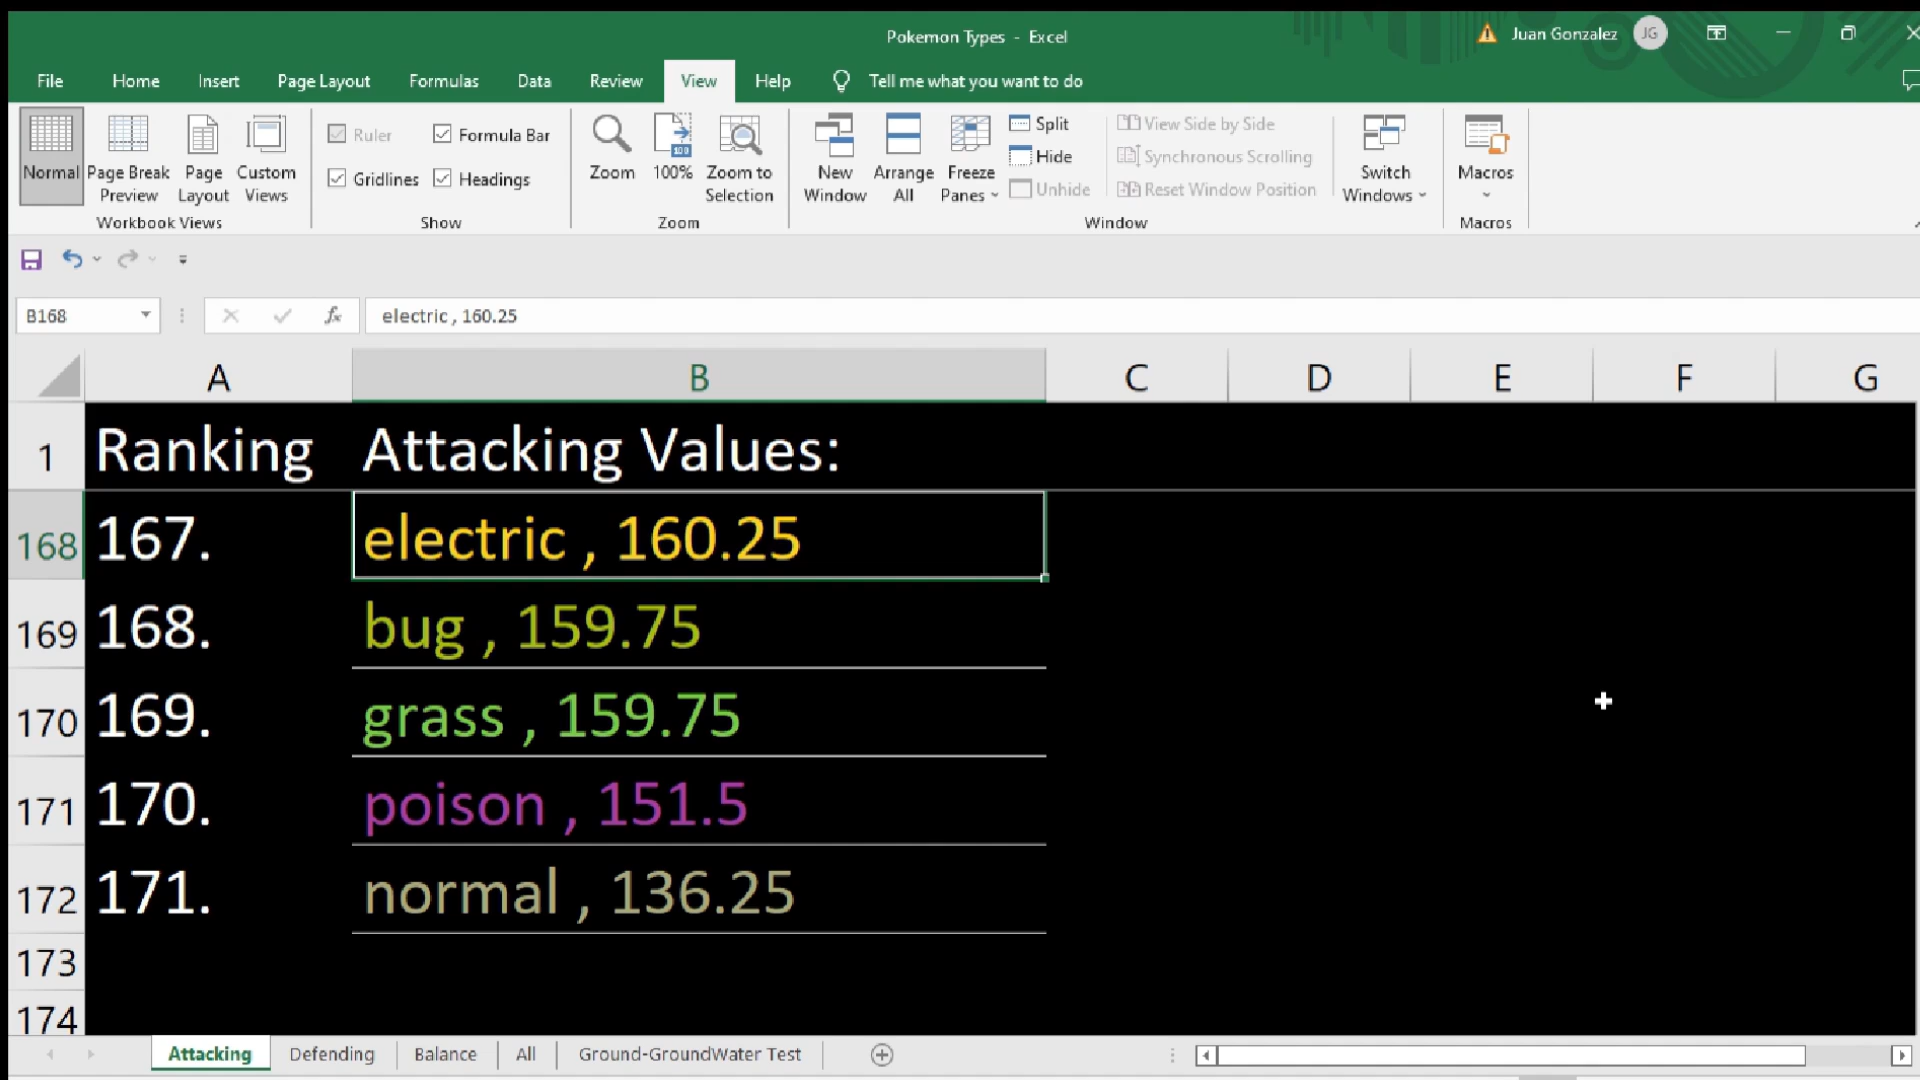 Pokemon Types - Excel
Juan Gonzalez JG
File Home Insert Page Layout Formulas Data Review View Help Tell me what you want to do
Normal Page Break Preview Page Layout Custom Views
Workbook Views
Ruler Formula Bar
Gridlines Headings
Show
Zoom 100% Zoom to Selection
Zoom
New Window Arrange All Freeze Panes
Split
Hide
Unhide
View Side by Side
Synchronous Scrolling
Reset Window Position
Switch Windows
Window
Macros
Macros
B168 fx electric , 160.25
A B C D E F G
1 Ranking Attacking Values:
168 167. electric , 160.25
169 168. bug , 159.75
170 169. grass , 159.75
171 170. poison , 151.5
172 171. normal , 136.25
173
174
Attacking Defending Balance All Ground-GroundWater Test